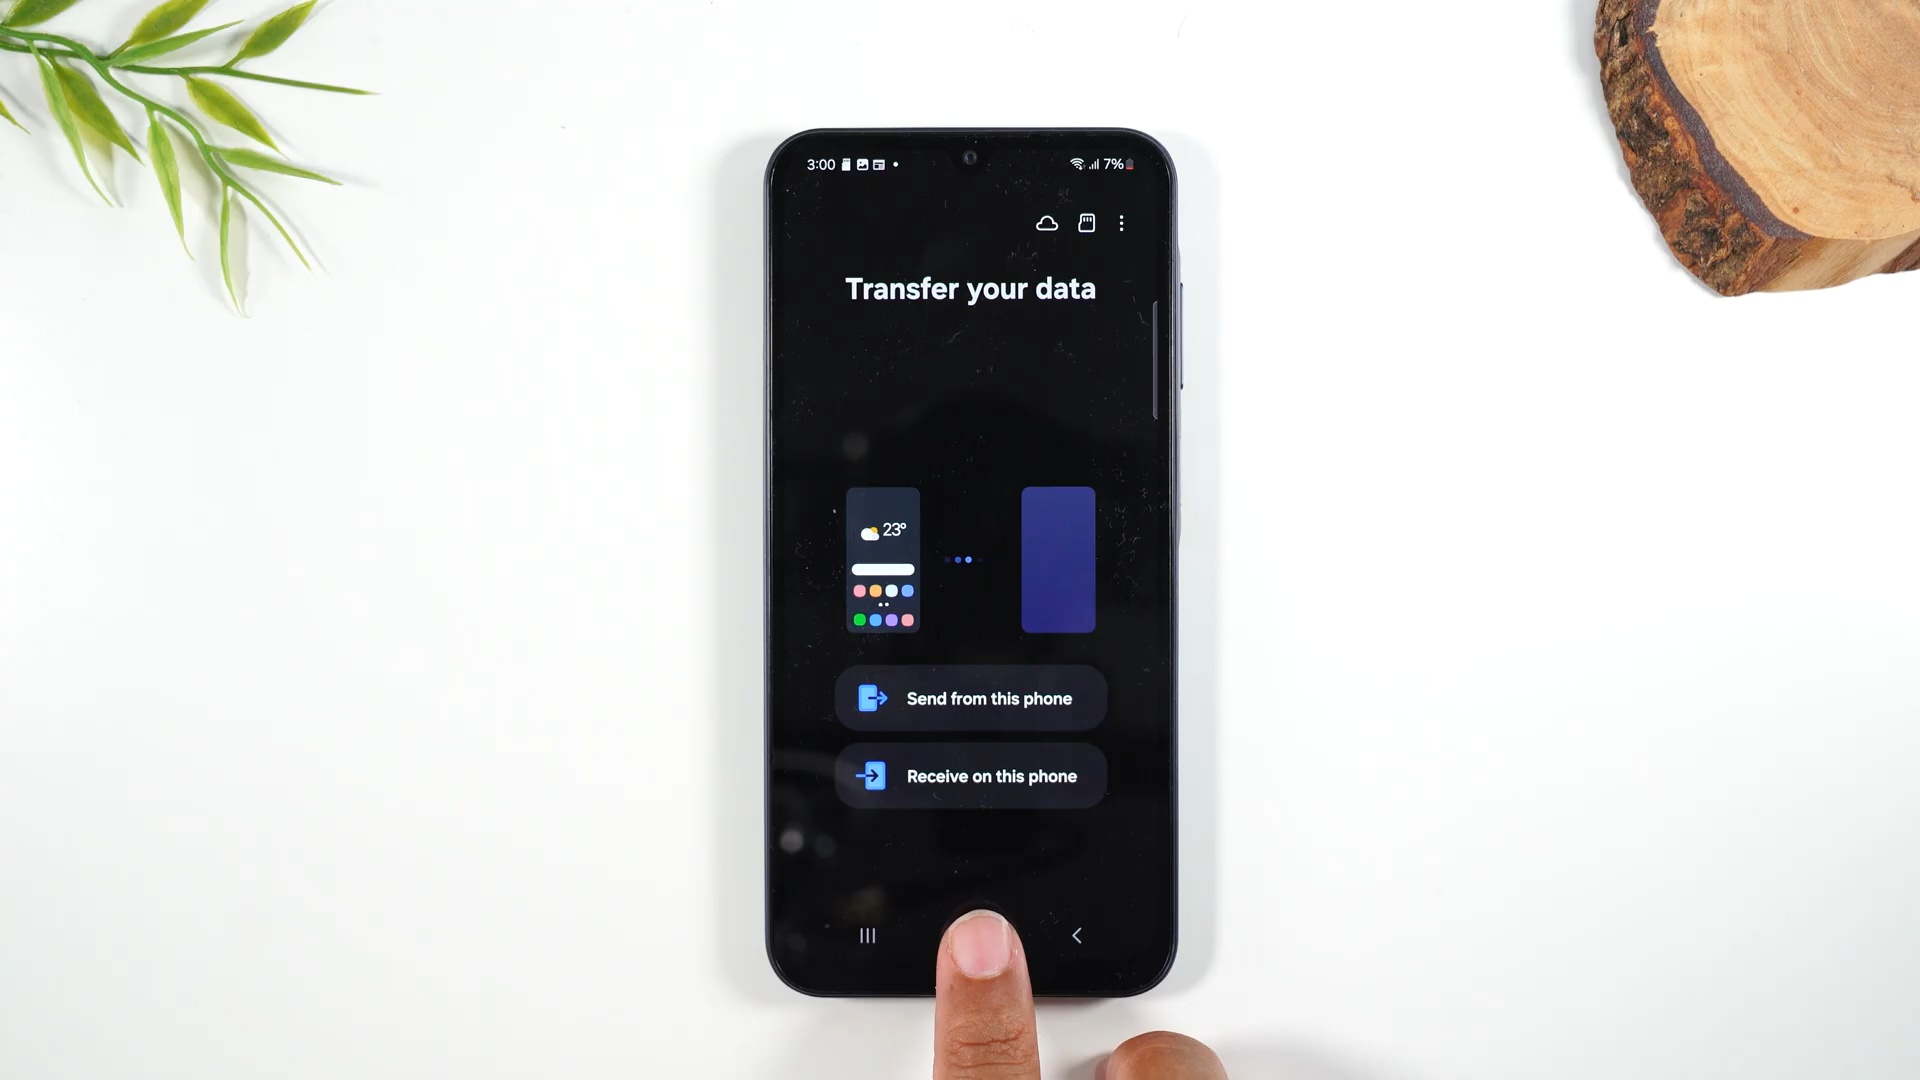 3:00
7%
Transfer your data
23°
Send from this phone
Receive on this phone